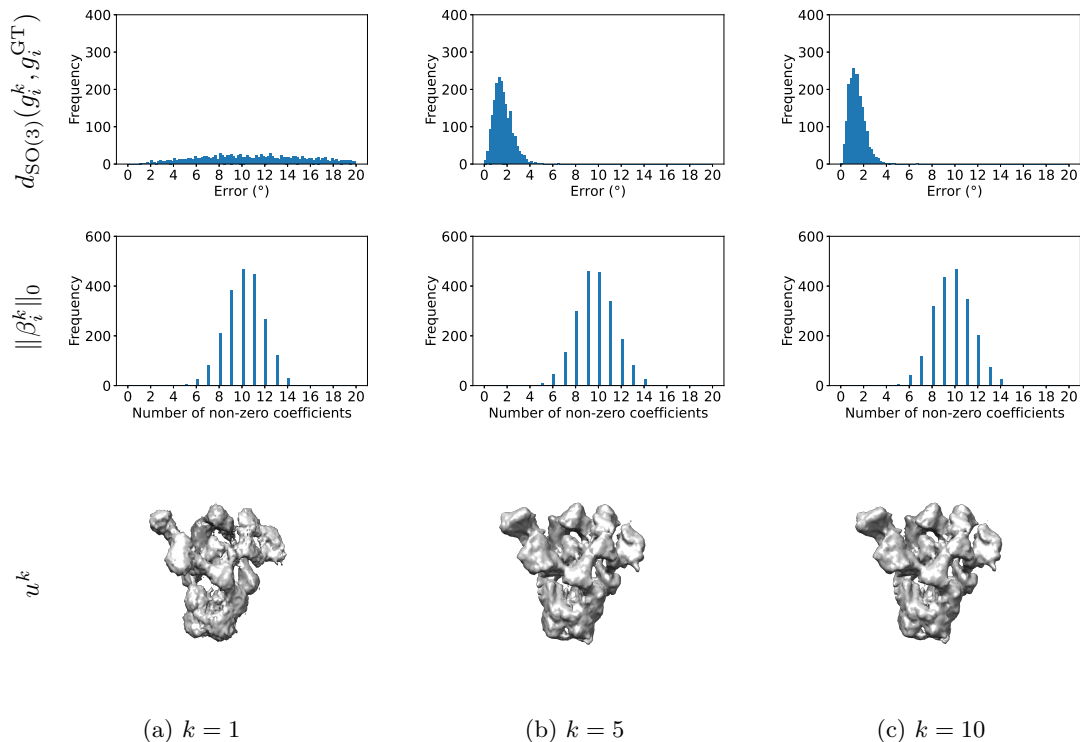 d_SO(3)(g_i^k, g_i^GT)
400
300
200
100
0
Frequency
0 2 4 6 8 10 12 14 16 18 20
Error (°)
400
300
200
100
0
Frequency
0 2 4 6 8 10 12 14 16 18 20
Error (°)
400
300
200
100
0
Frequency
0 2 4 6 8 10 12 14 16 18 20
Error (°)
||β_i^k||_0
600
400
200
0
Frequency
0 2 4 6 8 10 12 14 16 18 20
Number of non-zero coefficients
600
400
200
0
Frequency
0 2 4 6 8 10 12 14 16 18 20
Number of non-zero coefficients
600
400
200
0
Frequency
0 2 4 6 8 10 12 14 16 18 20
Number of non-zero coefficients
u^k
(a) k = 1
(b) k = 5
(c) k = 10